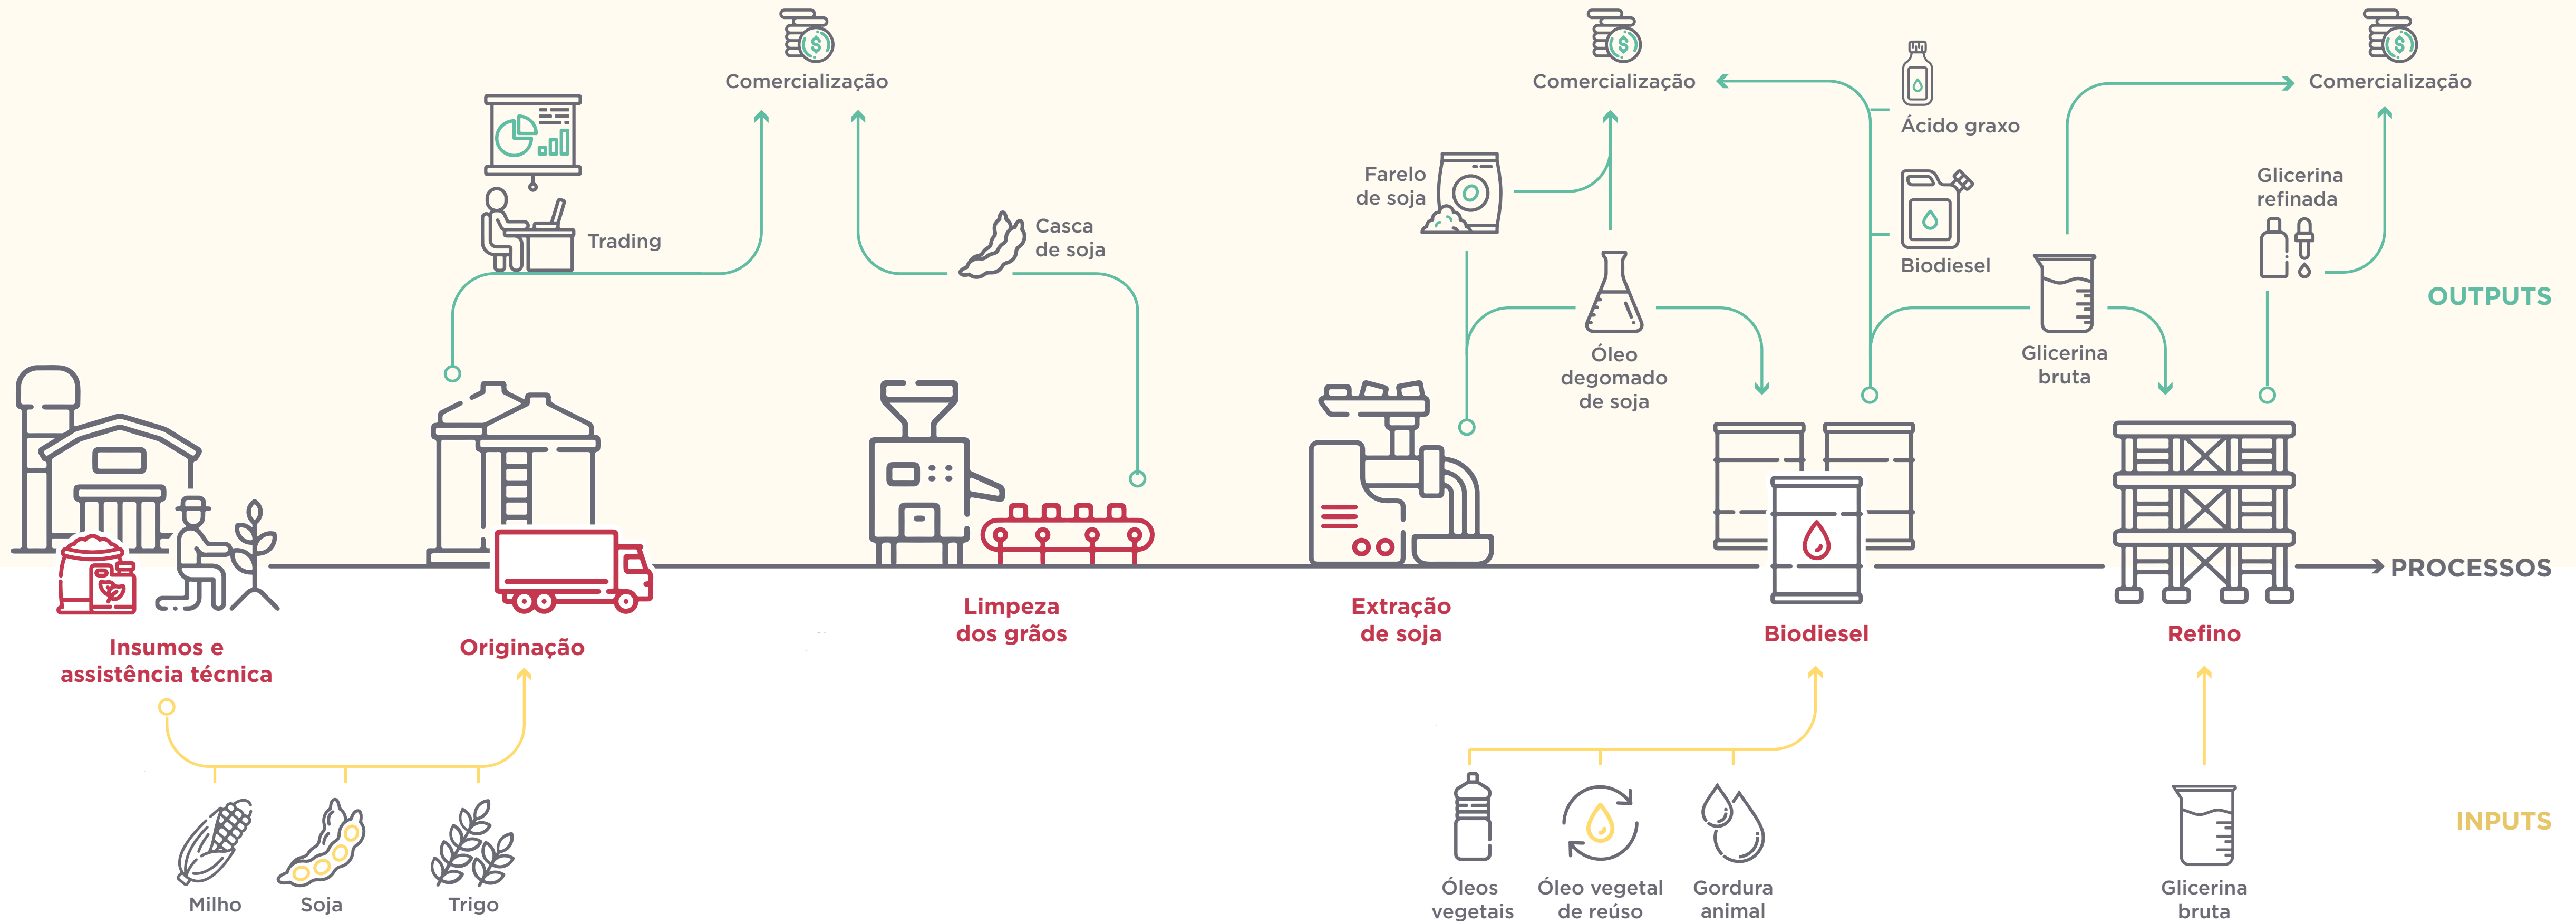 Comercialização
Comercialização
Comercialização
Ácido graxo
Farelo
de soja
Glicerina
refinada
Trading
Casca
de soja
Biodiesel
OUTPUTS
Óleo
degomado
de soja
Glicerina
bruta
PROCESSOS
Insumos e
assistência técnica
Originação
Limpeza
dos grãos
Extração
de soja
Biodiesel
Refino
INPUTS
Milho
Soja
Trigo
Óleos
vegetais
Óleo vegetal
de reúso
Gordura
animal
Glicerina
bruta